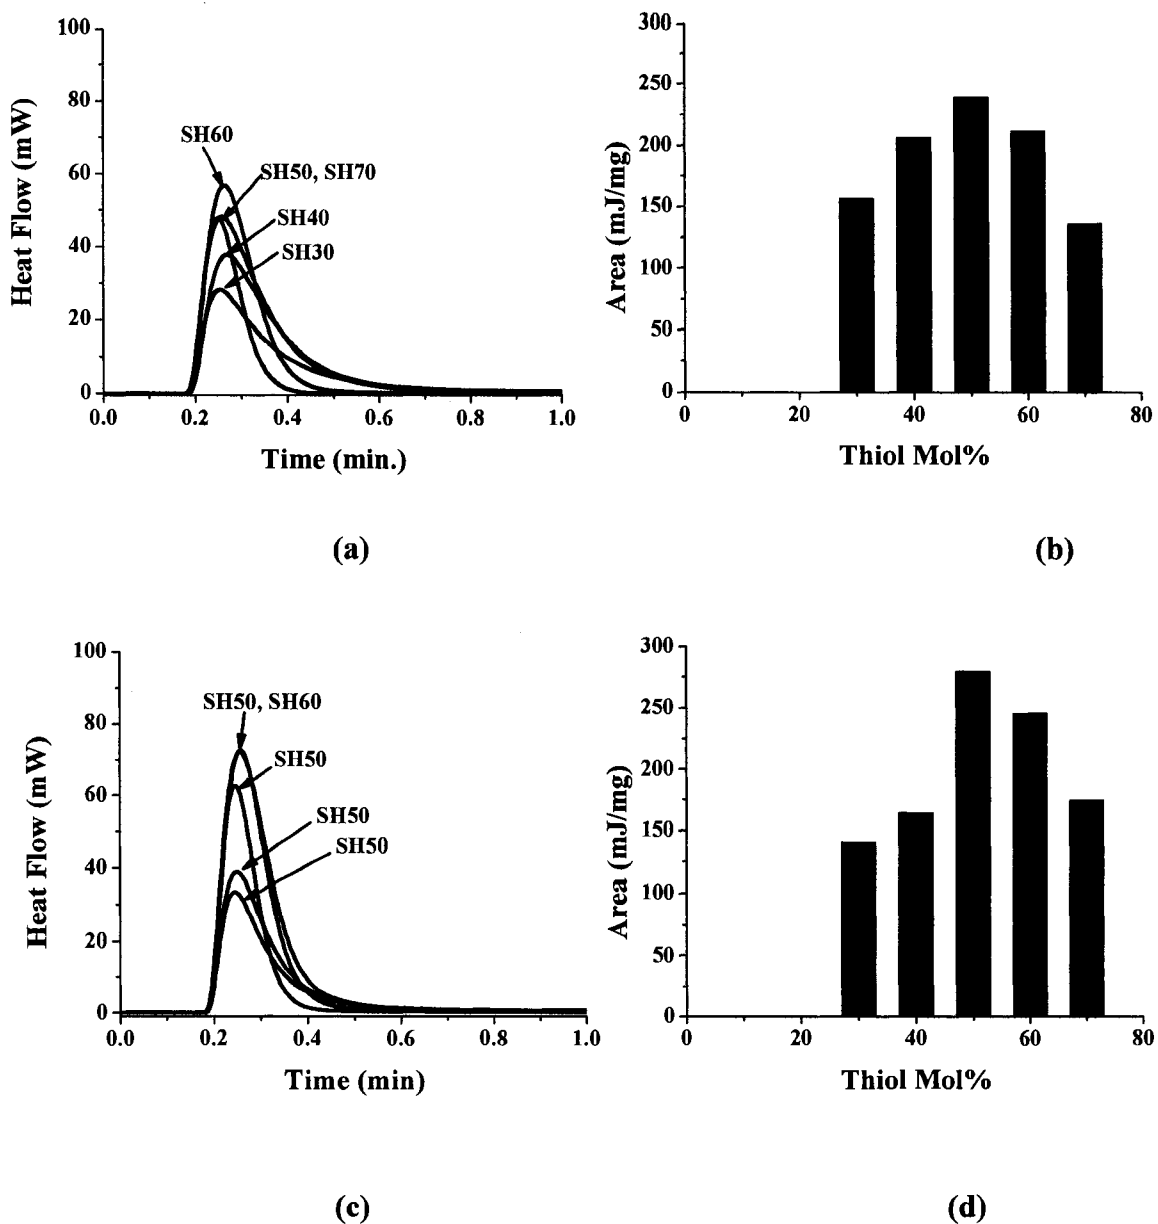 100
80
60
40
20
0
Heat Flow (mW)
SH60
SH50, SH70
SH40
SH30
0.0 0.2 0.4 0.6 0.8 1.0
Time (min.)
(a)
300
250
200
150
100
50
0
Area (mJ/mg)
0 20 40 60 80
Thiol Mol%
(b)
100
80
60
40
20
0
Heat Flow (mW)
SH50, SH60
SH50
SH50
SH50
0.0 0.2 0.4 0.6 0.8 1.0
Time (min)
(c)
300
250
200
150
100
50
0
Area (mJ/mg)
0 20 40 60 80
Thiol Mol%
(d)